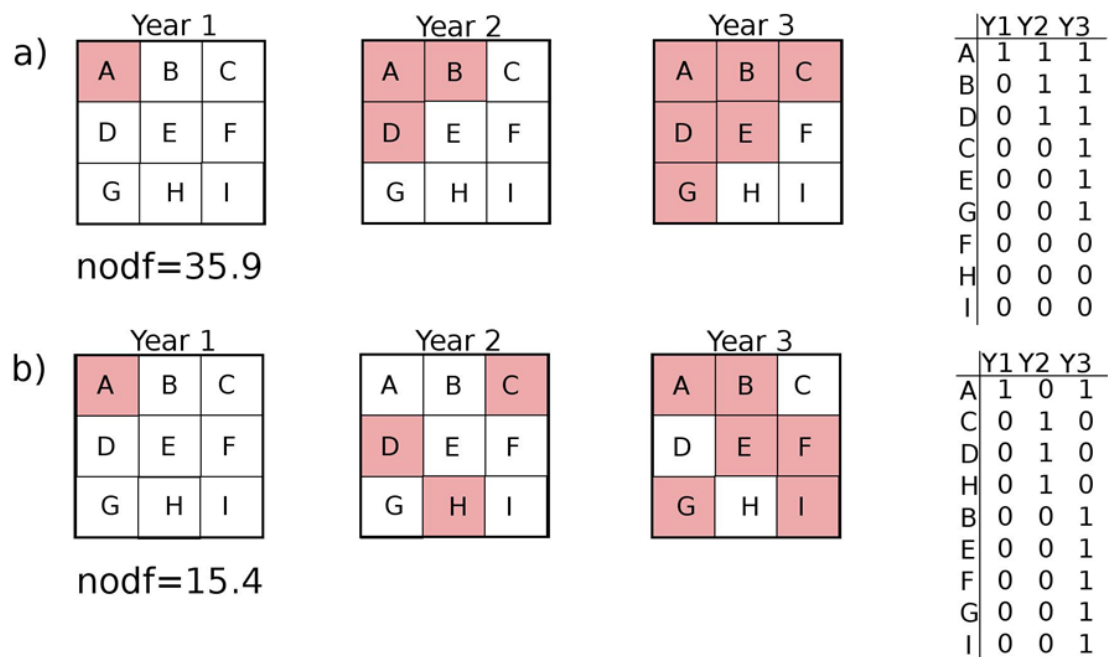 a)
Year 1
A B C
D E F
G H I
nodf=35.9
Year 2
A B C
D E F
G H I
Year 3
A B C
D E F
G H I
Y1 Y2 Y3
A 1 1 1
B 0 1 1
D 0 1 1
C 0 0 1
E 0 0 1
G 0 0 1
F 0 0 0
H 0 0 0
I 0 0 0
b)
Year 1
A B C
D E F
G H I
nodf=15.4
Year 2
A B C
D E F
G H I
Year 3
A B C
D E F
G H I
Y1 Y2 Y3
A 1 0 1
C 0 1 0
D 0 1 0
H 0 1 0
B 0 0 1
E 0 0 1
F 0 0 1
G 0 0 1
I 0 0 1